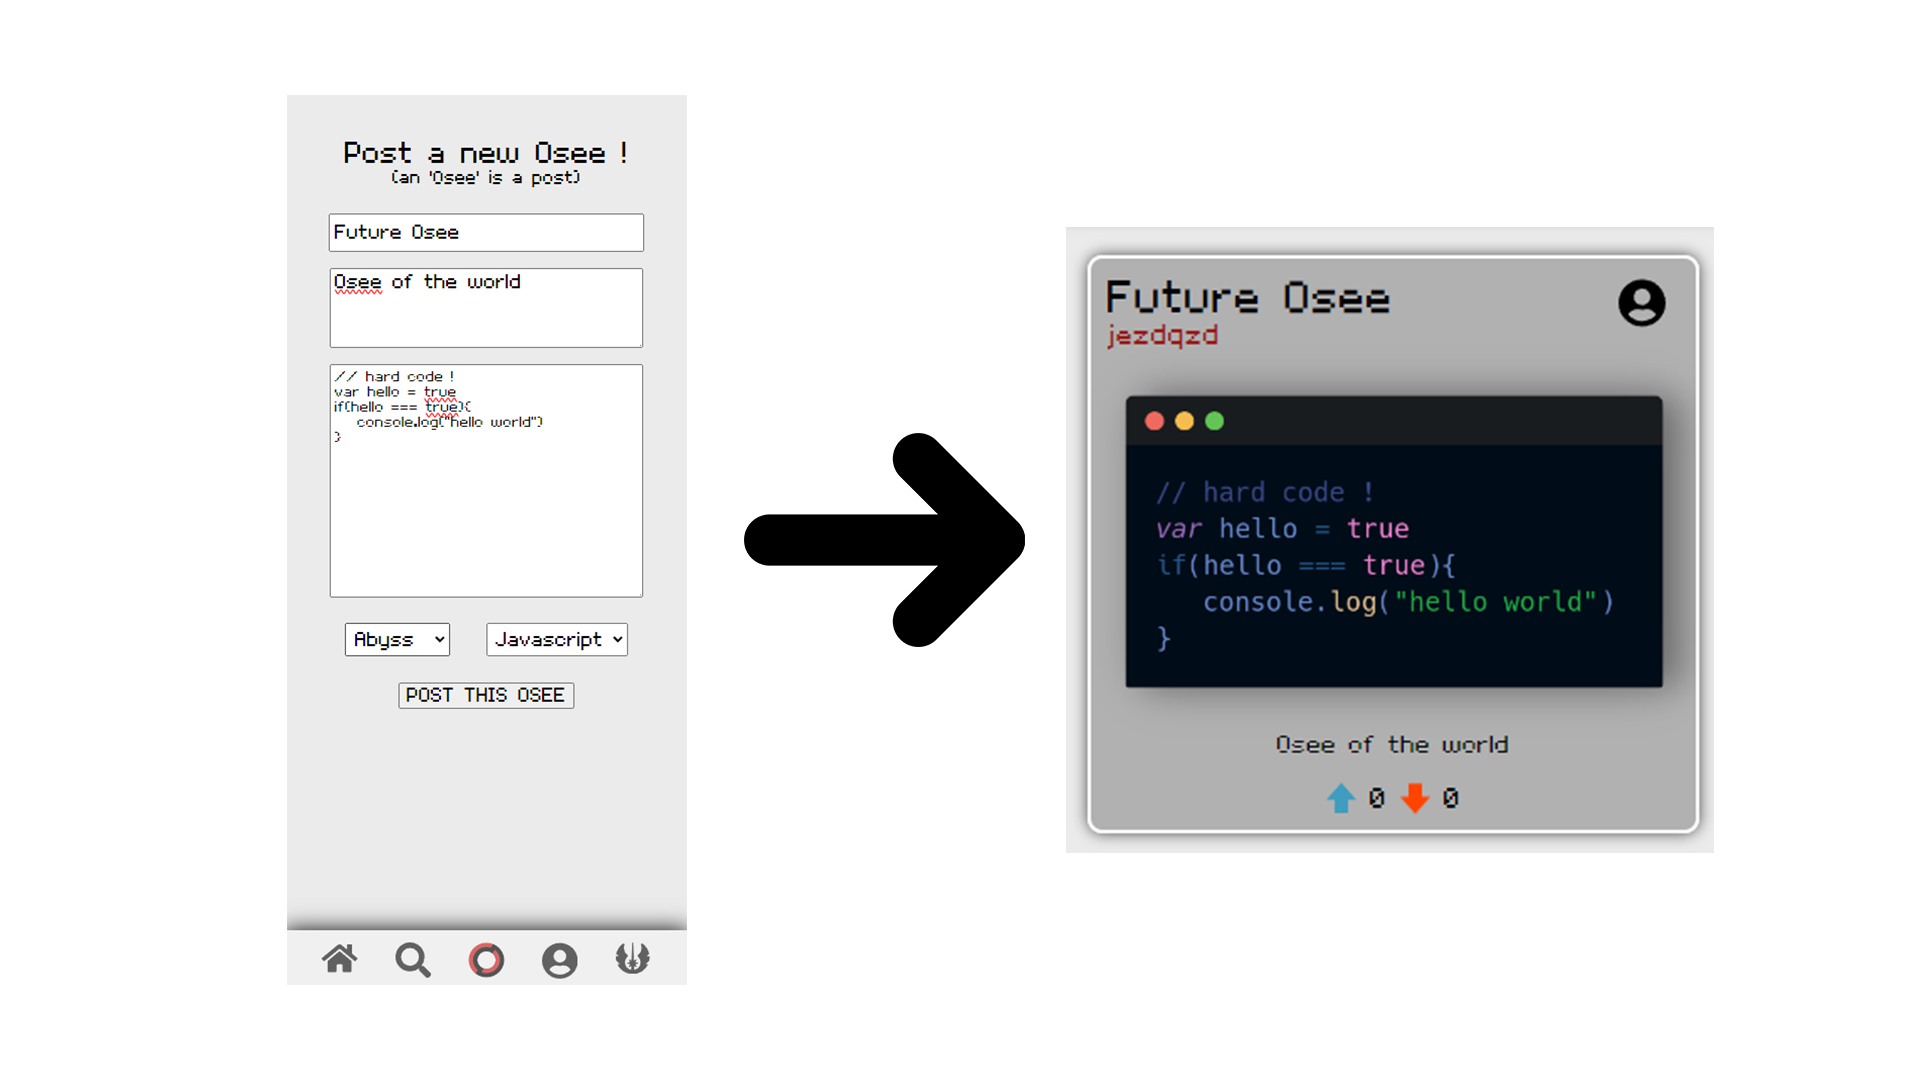 Post a new Osee !
(an 'Osee' is a post)
Future Osee
Osee of the world
// hard code !
var hello = true
if(hello === true){
   console.log("hello world")
}
Abyss
Javascript
POST THIS OSEE
Future Osee
jezdqzd
// hard code !
var hello = true
if(hello === true){
   console.log("hello world")
}
Osee of the world
0 0